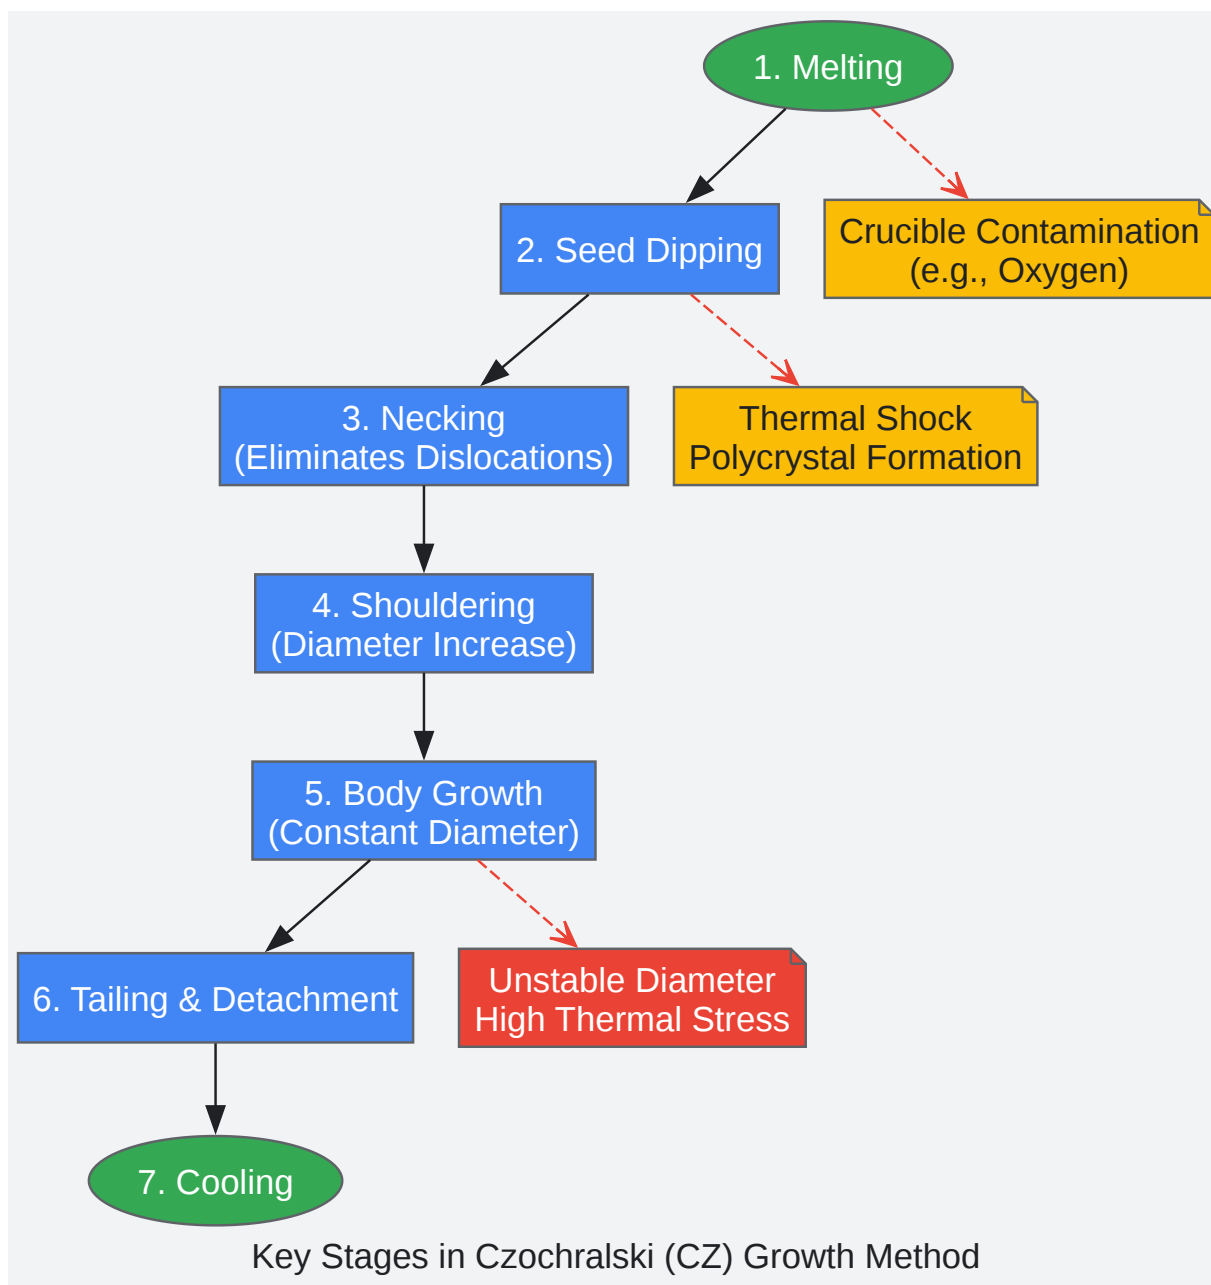 1. Melting
2. Seed Dipping
Crucible Contamination
(e.g., Oxygen)
3. Necking
(Eliminates Dislocations)
Thermal Shock
Polycrystal Formation
4. Shouldering
(Diameter Increase)
5. Body Growth
(Constant Diameter)
6. Tailing & Detachment
Unstable Diameter
High Thermal Stress
7. Cooling
Key Stages in Czochralski (CZ) Growth Method